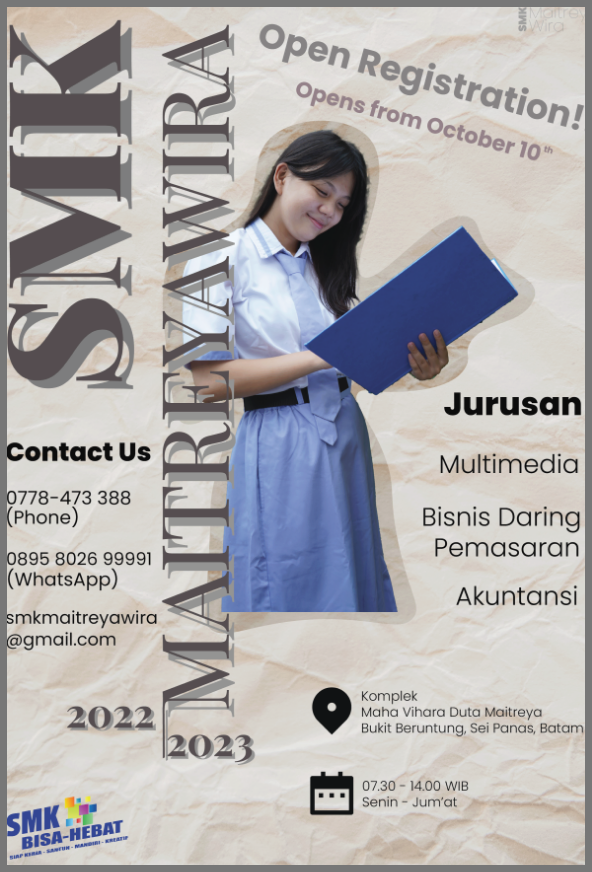 SMK
Maitreya
Wira
SMK
MAITREYAWIRA
Open Registration!
Opens from October 10th
Jurusan
Multimedia
Bisnis Daring
Pemasaran
Akuntansi
Contact Us
0778-473 388
(Phone)
0895 8026 99991
(WhatsApp)
smkmaitreyawira
@gmail.com
2022
2023
Komplek
Maha Vihara Duta Maitreya
Bukit Beruntung, Sei Panas, Batam
07.30 - 14.00 WIB
Senin - Jum'at
SMK
BISA-HEBAT
SIAP KERJA - SANTUN - MANDIRI - KREATIF